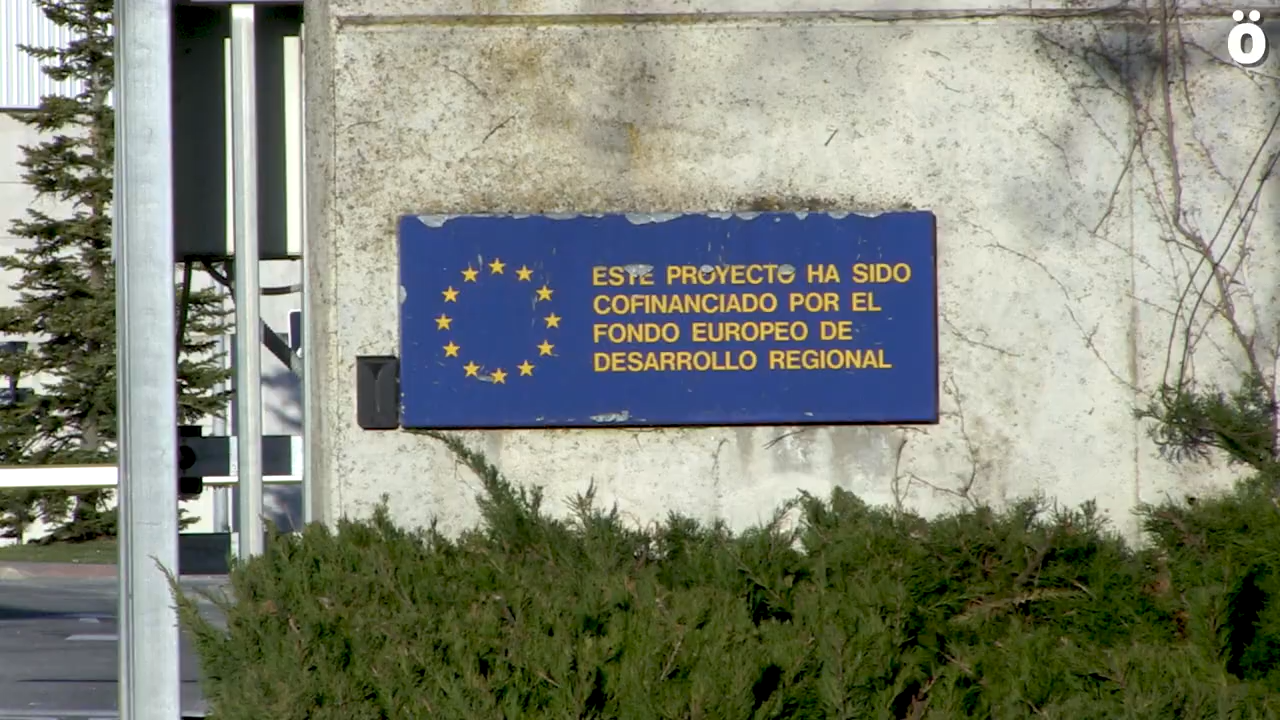 ö
ESTE PROYECTO HA SIDO
COFINANCIADO POR EL
FONDO EUROPEO DE
DESARROLLO REGIONAL